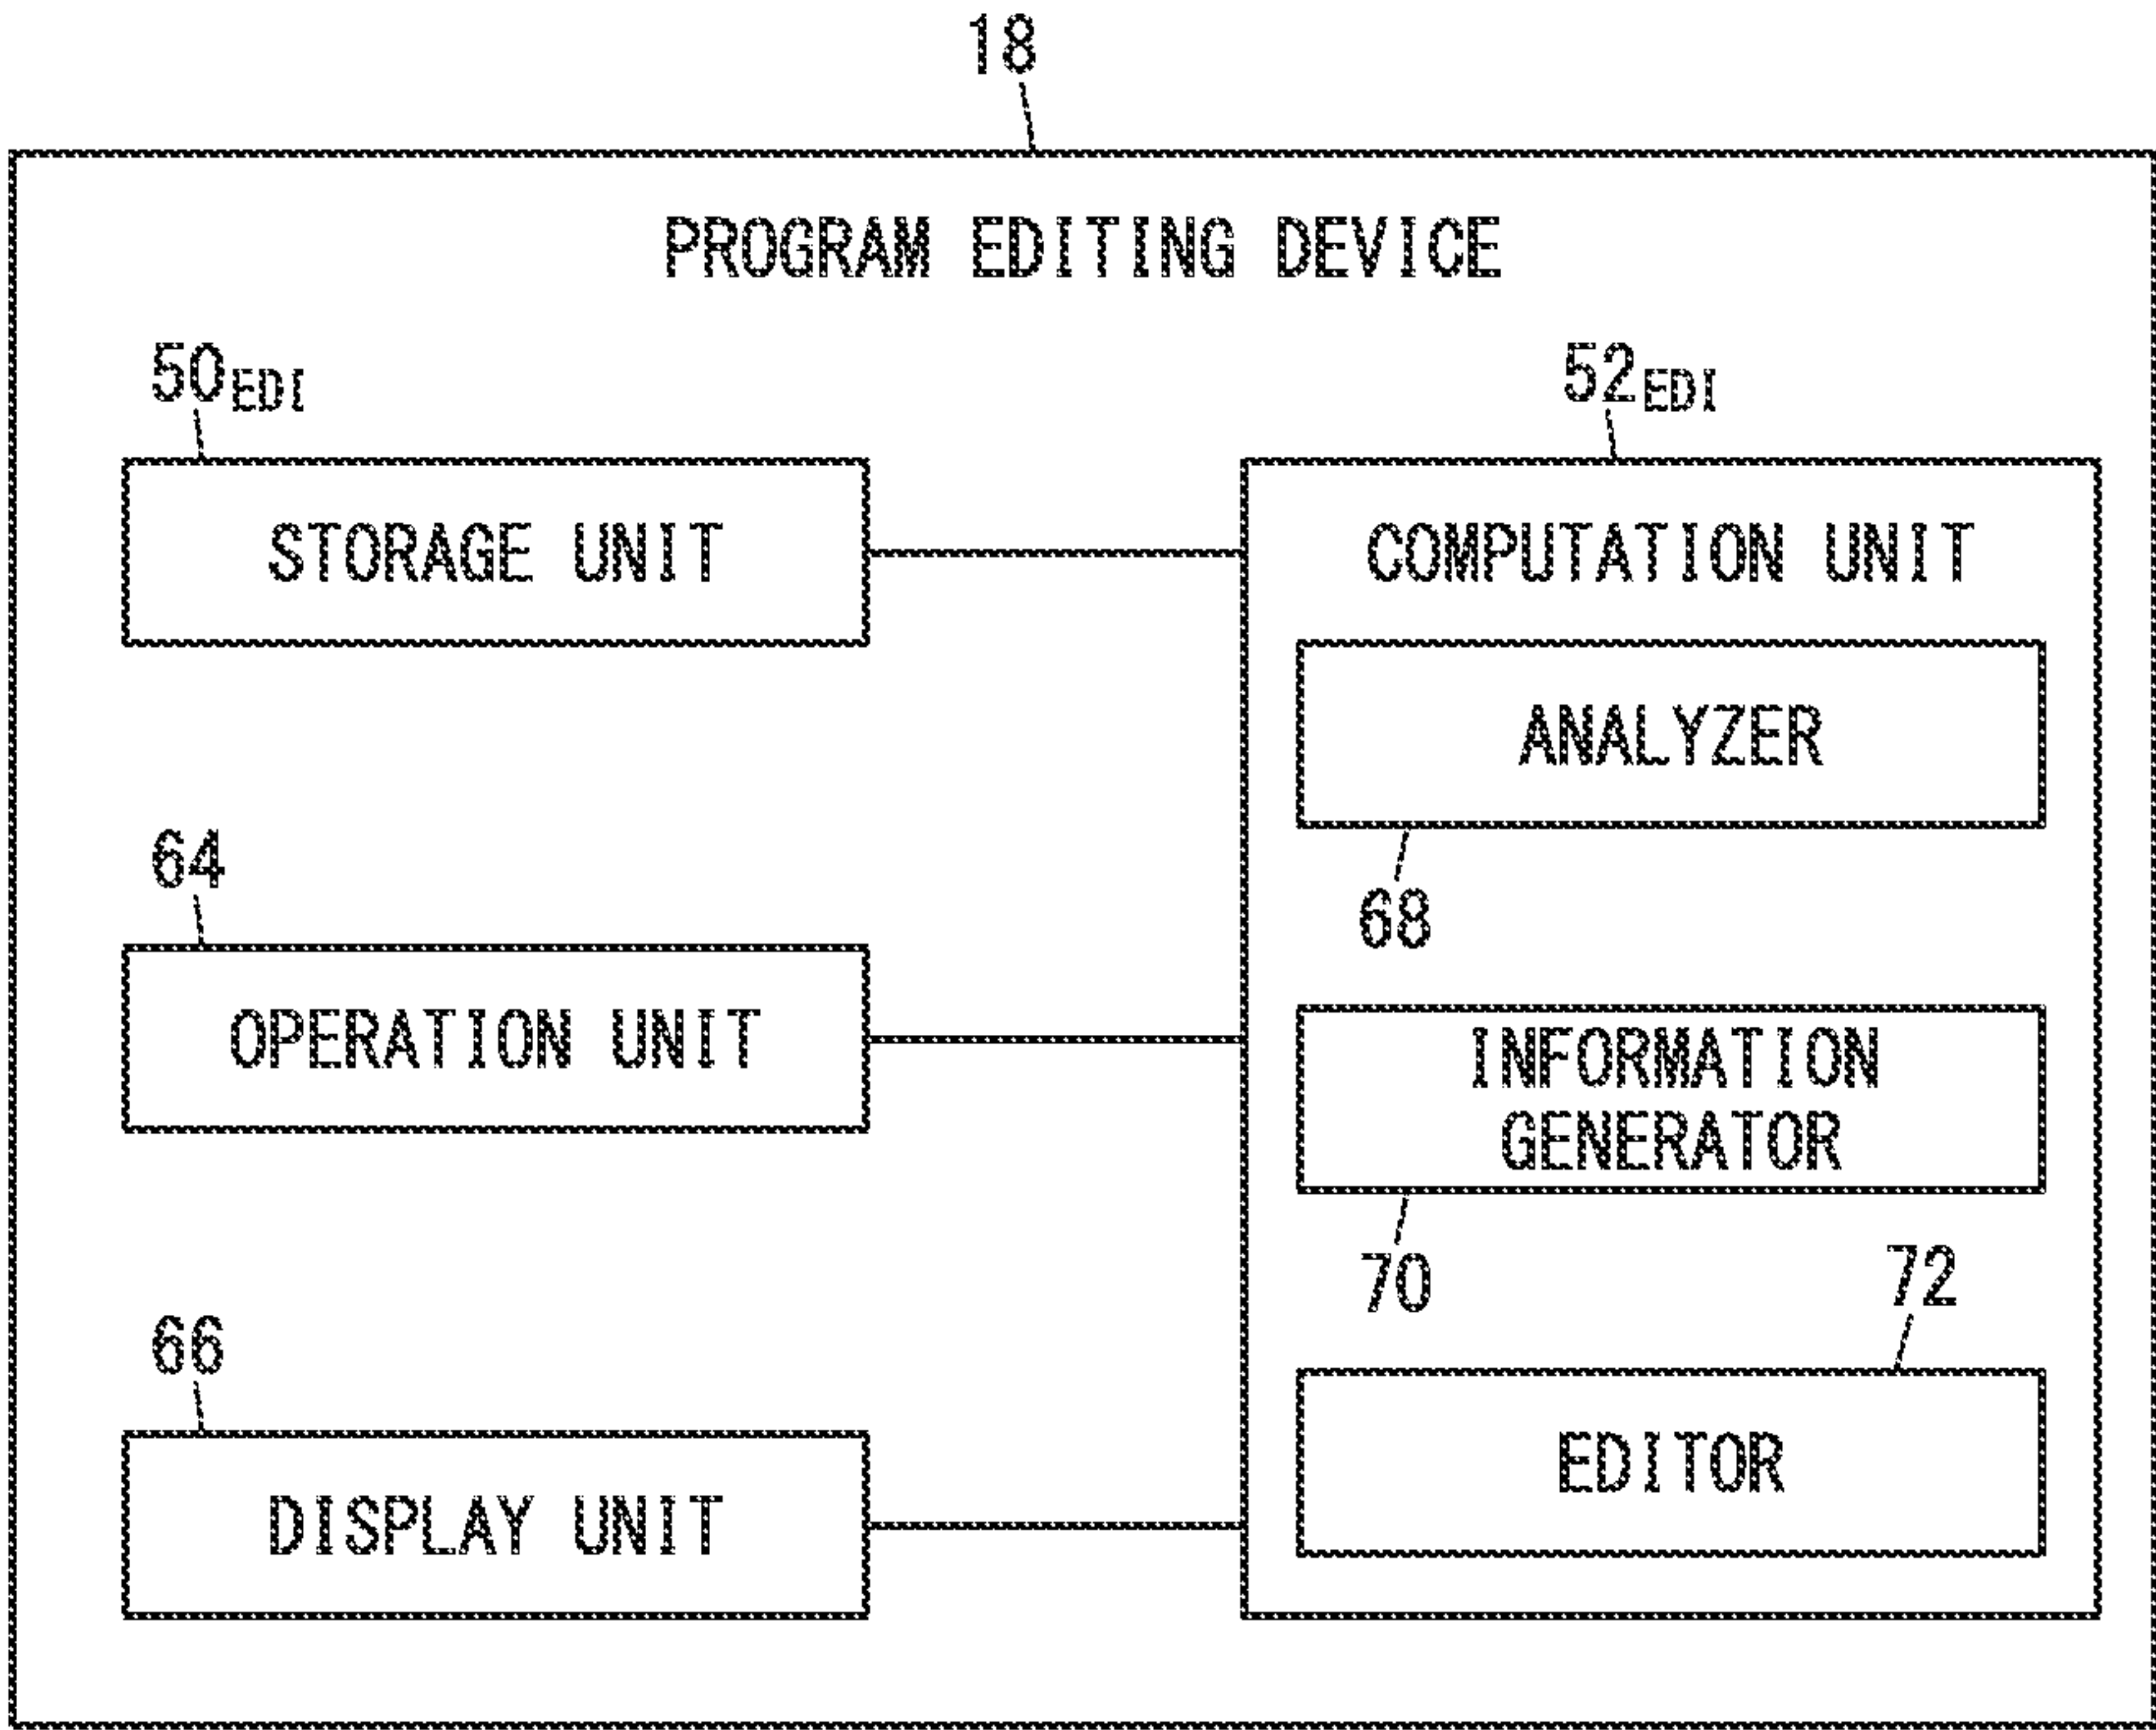 18
PROGRAM EDITING DEVICE
50EDI
STORAGE UNIT
64
OPERATION UNIT
66
DISPLAY UNIT
52EDI
COMPUTATION UNIT
ANALYZER
68
INFORMATION
GENERATOR
70
72
EDITOR